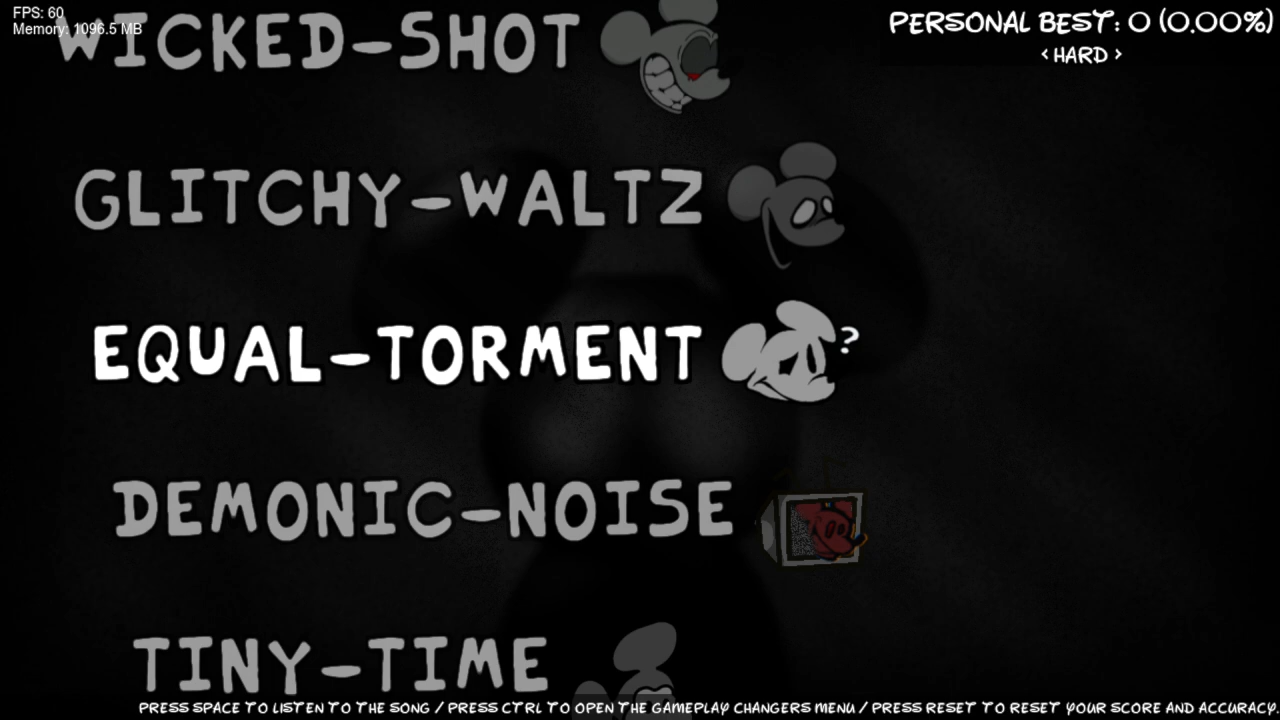 FPS: 60
Memory: 1096.5 MB
PERSONAL BEST: 0 (0.00%)
< HARD >
WICKED-SHOT
GLITCHY-WALTZ
EQUAL-TORMENT
?
DEMONIC-NOISE
TINY-TIME
PRESS SPACE TO LISTEN TO THE SONG / PRESS CTRL TO OPEN THE GAMEPLAY CHANGERS MENU / PRESS RESET TO RESET YOUR SCORE AND ACCURACY.